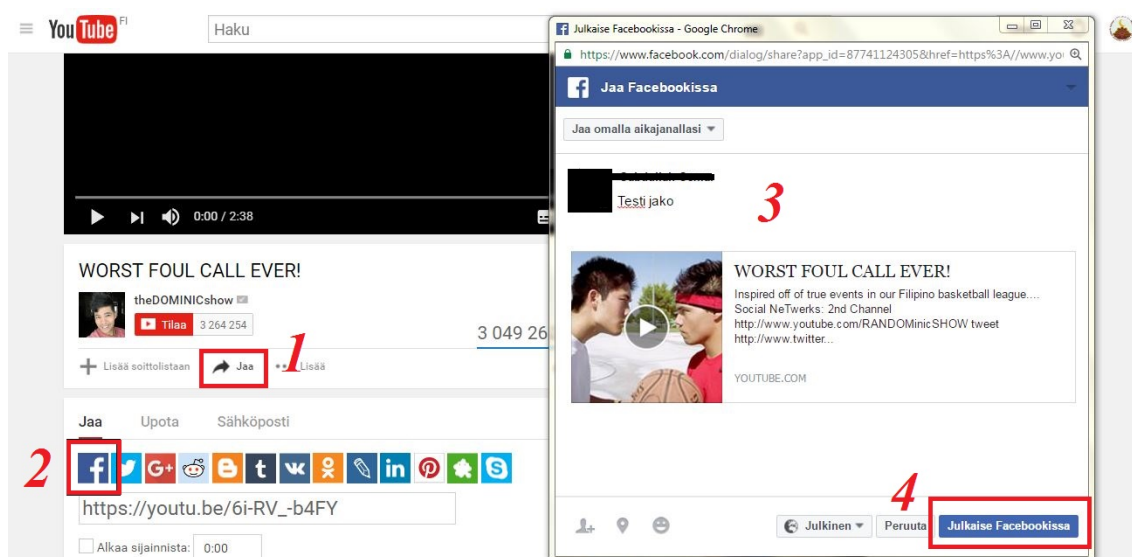 You Tube FI
Haku
0:00 / 2:38
WORST FOUL CALL EVER!
theDOMINICshow
Tilaa 3 264 254
3 049 26
Lisää soittolistaan Jaa Lisää
1
Jaa Upota Sähköposti
2
https://youtu.be/6i-RV_-b4FY
Alkaa sijainnista: 0:00
Julkaise Facebookissa - Google Chrome
https://www.facebook.com/dialog/share?app_id=87741124305&href=https%3A//www.yo
Jaa Facebookissa
Jaa omalla aikajanallasi
Testi jako
3
WORST FOUL CALL EVER!
Inspired off of true events in our Filipino basketball league....
Social NeTwerks: 2nd Channel
http://www.youtube.com/RANDOMinicSHOW tweet
http://www.twitter...
YOUTUBE.COM
4
Julkinen Peruuta Julkaise Facebookissa